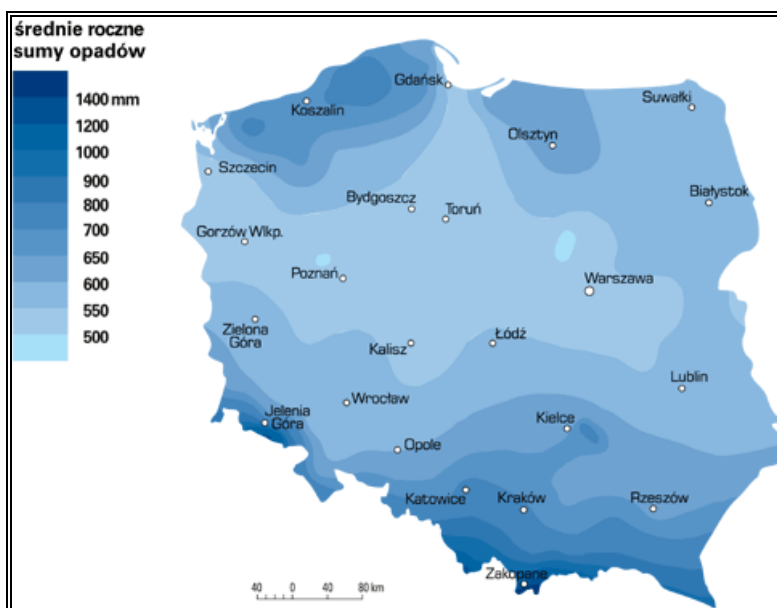 średnie roczne
sumy opadów
1400 mm
1200
1000
900
800
700
650
600
550
500
Gdańsk
Koszalin
Suwałki
Olsztyn
Szczecin
Białystok
Bydgoszcz
Toruń
Gorzów Wlkp.
Poznań
Warszawa
Zielona
Góra
Kalisz
Łódź
Lublin
Wrocław
Jelenia
Góra
Kielce
Opole
Katowice
Kraków
Rzeszów
Zakopane
40 0 40 80 km